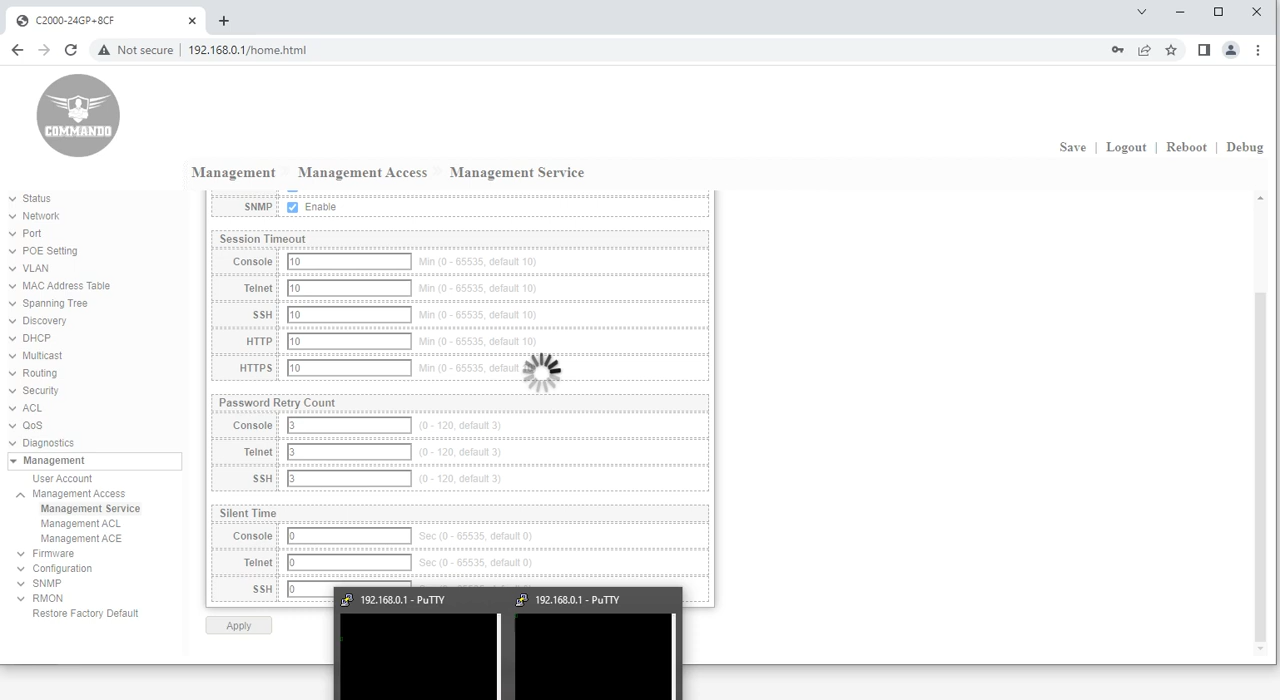 C2000-24GP+8CF
Not secure 192.168.0.1/home.html
COMMANDO
Save | Logout | Reboot | Debug
Management Management Access Management Service
Status
Network
Port
POE Setting
VLAN
MAC Address Table
Spanning Tree
Discovery
DHCP
Multicast
Routing
Security
ACL
QoS
Diagnostics
Management
User Account
Management Access
Management Service
Management ACL
Management ACE
Firmware
Configuration
SNMP
RMON
Restore Factory Default
SNMP Enable
Session Timeout
Console 10 Min (0 - 65535, default 10)
Telnet 10 Min (0 - 65535, default 10)
SSH 10 Min (0 - 65535, default 10)
HTTP 10 Min (0 - 65535, default 10)
HTTPS 10 Min (0 - 65535,
Password Retry Count
Console 3 (0 - 120, default 3)
Telnet 3 (0 - 120, default 3)
SSH 3 (0 - 120, default 3)
Silent Time
Console 0 Sec (0 - 65535, default 0)
Telnet 0 Sec (0 - 65535, default 0)
SSH 0
Apply
192.168.0.1 - PuTTY 192.168.0.1 - PuTTY